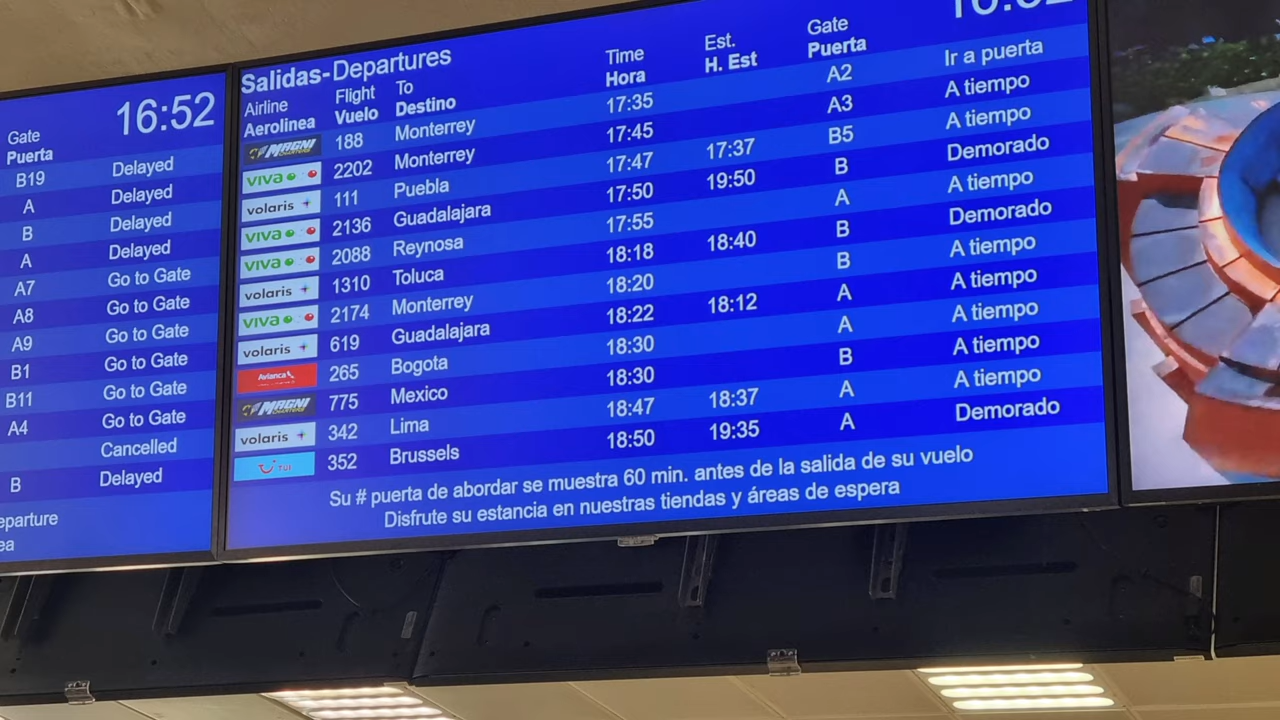 16:52
Gate
Puerta
B19 Delayed
A Delayed
B Delayed
A Delayed
A7 Go to Gate
A8 Go to Gate
A9 Go to Gate
B1 Go to Gate
B11 Go to Gate
A4 Go to Gate
Cancelled
B Delayed
eparture
ea
16:52
Salidas-Departures
Airline Flight To Time Est. Gate
Aerolinea Vuelo Destino Hora H. Est Puerta
MAGNI 188 Monterrey 17:35 A2 Ir a puerta
VIVA 2202 Monterrey 17:45 A3 A tiempo
volaris 111 Puebla 17:47 17:37 B5 A tiempo
VIVA 2136 Guadalajara 17:50 19:50 B Demorado
VIVA 2088 Reynosa 17:55 A A tiempo
volaris 1310 Toluca 18:18 18:40 B Demorado
VIVA 2174 Monterrey 18:20 B A tiempo
volaris 619 Guadalajara 18:22 18:12 A A tiempo
Avianca 265 Bogota 18:30 A A tiempo
MAGNI 775 Mexico 18:30 B A tiempo
volaris 342 Lima 18:47 18:37 A A tiempo
TUI 352 Brussels 18:50 19:35 A Demorado
Su # puerta de abordar se muestra 60 min. antes de la salida de su vuelo
Disfrute su estancia en nuestras tiendas y áreas de espera